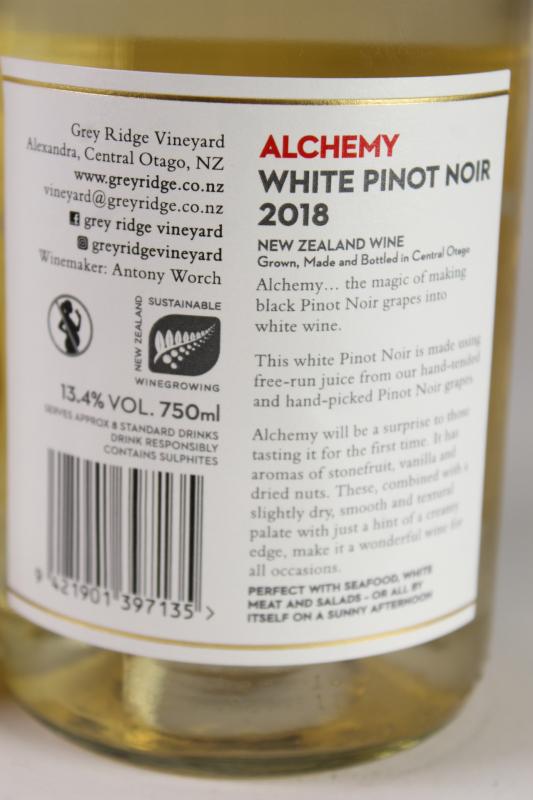 Grey Ridge Vineyard
Alexandra, Central Otago, NZ
www.greyridge.co.nz
vineyard@greyridge.co.nz
grey ridge vineyard
greyridgevineyard
Winemaker: Antony Worch
NEW ZEALAND
SUSTAINABLE
WINEGROWING
13.4% VOL. 750ml
SERVES APPROX 8 STANDARD DRINKS
DRINK RESPONSIBLY
CONTAINS SULPHITES
9 421901 397135 >
ALCHEMY
WHITE PINOT NOIR
2018
NEW ZEALAND WINE
Grown, Made and Bottled in Central Otago
Alchemy... the magic of making
black Pinot Noir grapes into
white wine.
This white Pinot Noir is made using
free-run juice from our hand-tended
and hand-picked Pinot Noir grapes
Alchemy will be a surprise to those
tasting it for the first time. It has
aromas of stonefruit, vanilla and
dried nuts. These, combined with a
slightly dry, smooth and textural
palate with just a hint of a creamy
edge, make it a wonderful wine for
all occasions.
PERFECT WITH SEAFOOD, WHITE
MEAT AND SALADS - OR ALL BY
ITSELF ON A SUNNY AFTERNOON